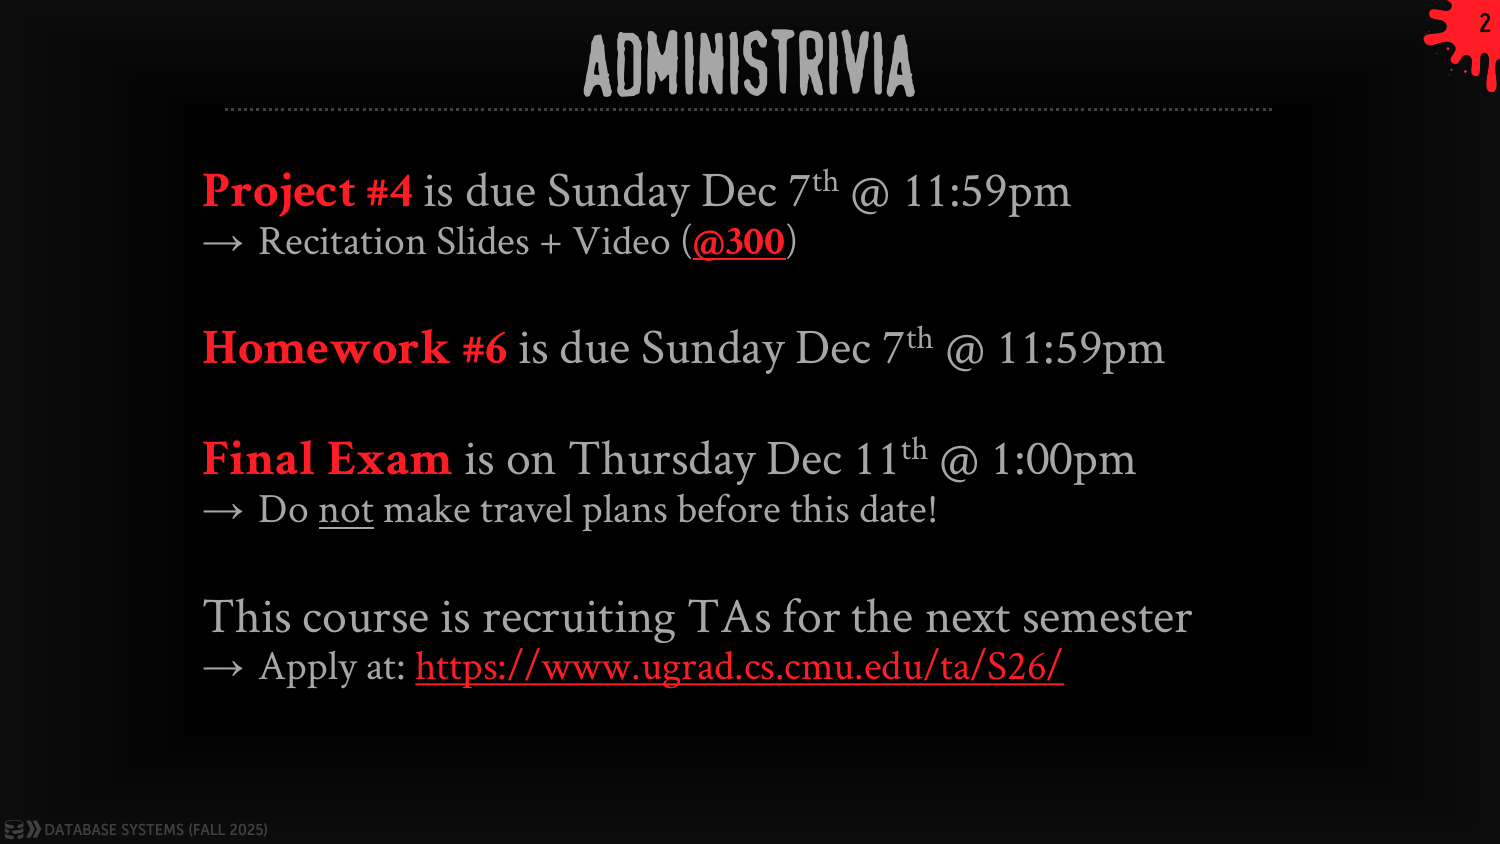 2
ADMINISTRIVIA
Project #4 is due Sunday Dec 7th @ 11:59pm
→ Recitation Slides + Video (@300)
Homework #6 is due Sunday Dec 7th @ 11:59pm
Final Exam is on Thursday Dec 11th @ 1:00pm
→ Do not make travel plans before this date!
This course is recruiting TAs for the next semester
→ Apply at: https://www.ugrad.cs.cmu.edu/ta/S26/
DATABASE SYSTEMS (FALL 2025)